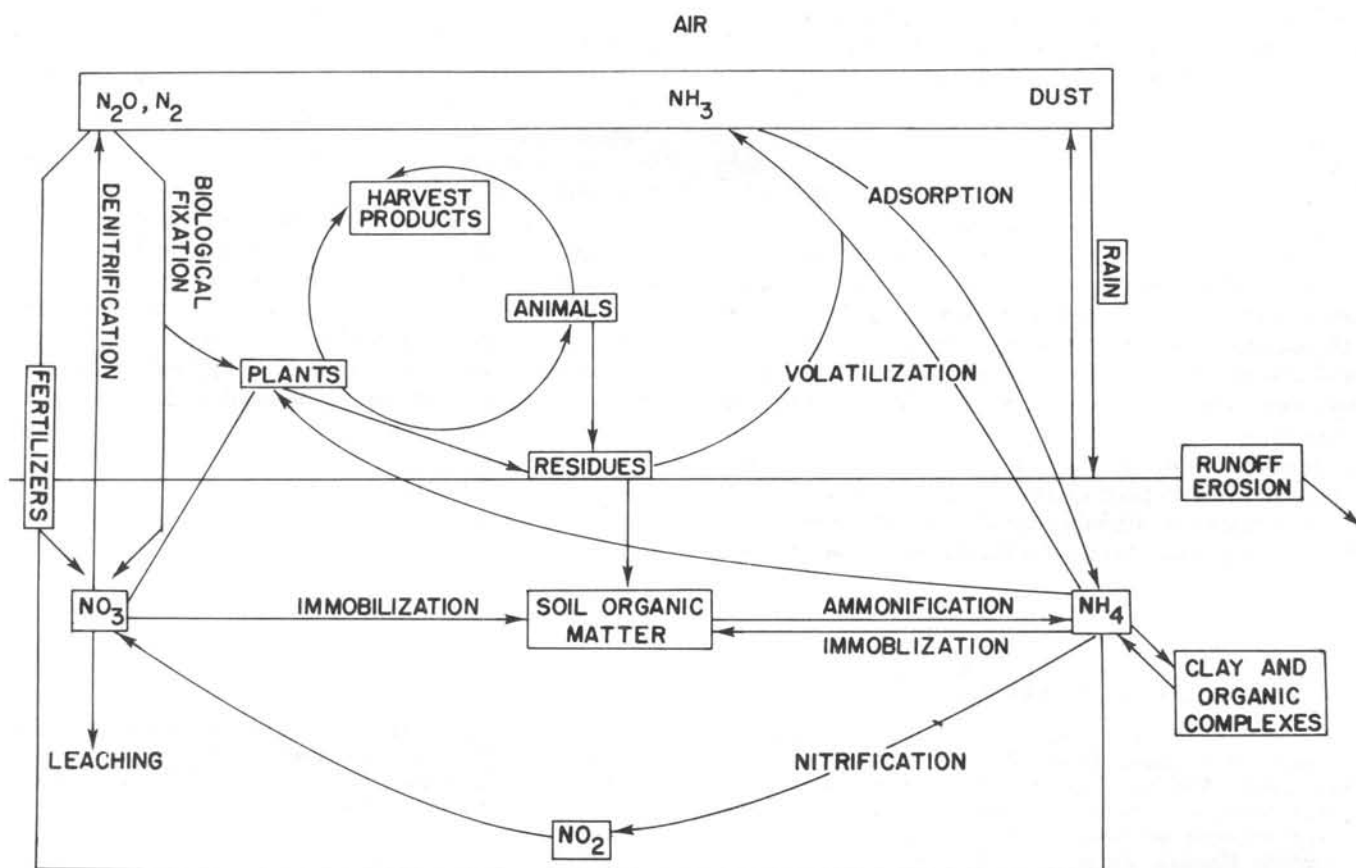 AIR
N2O, N2
NH3
DUST
DENITRIFICATION
BIOLOGICAL
FIXATION
HARVEST
PRODUCTS
ADSORPTION
RAIN
ANIMALS
PLANTS
VOLATILIZATION
FERTILIZERS
RESIDUES
RUNOFF
EROSION
NO3
IMMOBILIZATION
SOIL ORGANIC
MATTER
AMMONIFICATION
IMMOBLIZATION
NH4
CLAY AND
ORGANIC
COMPLEXES
LEACHING
NITRIFICATION
NO2